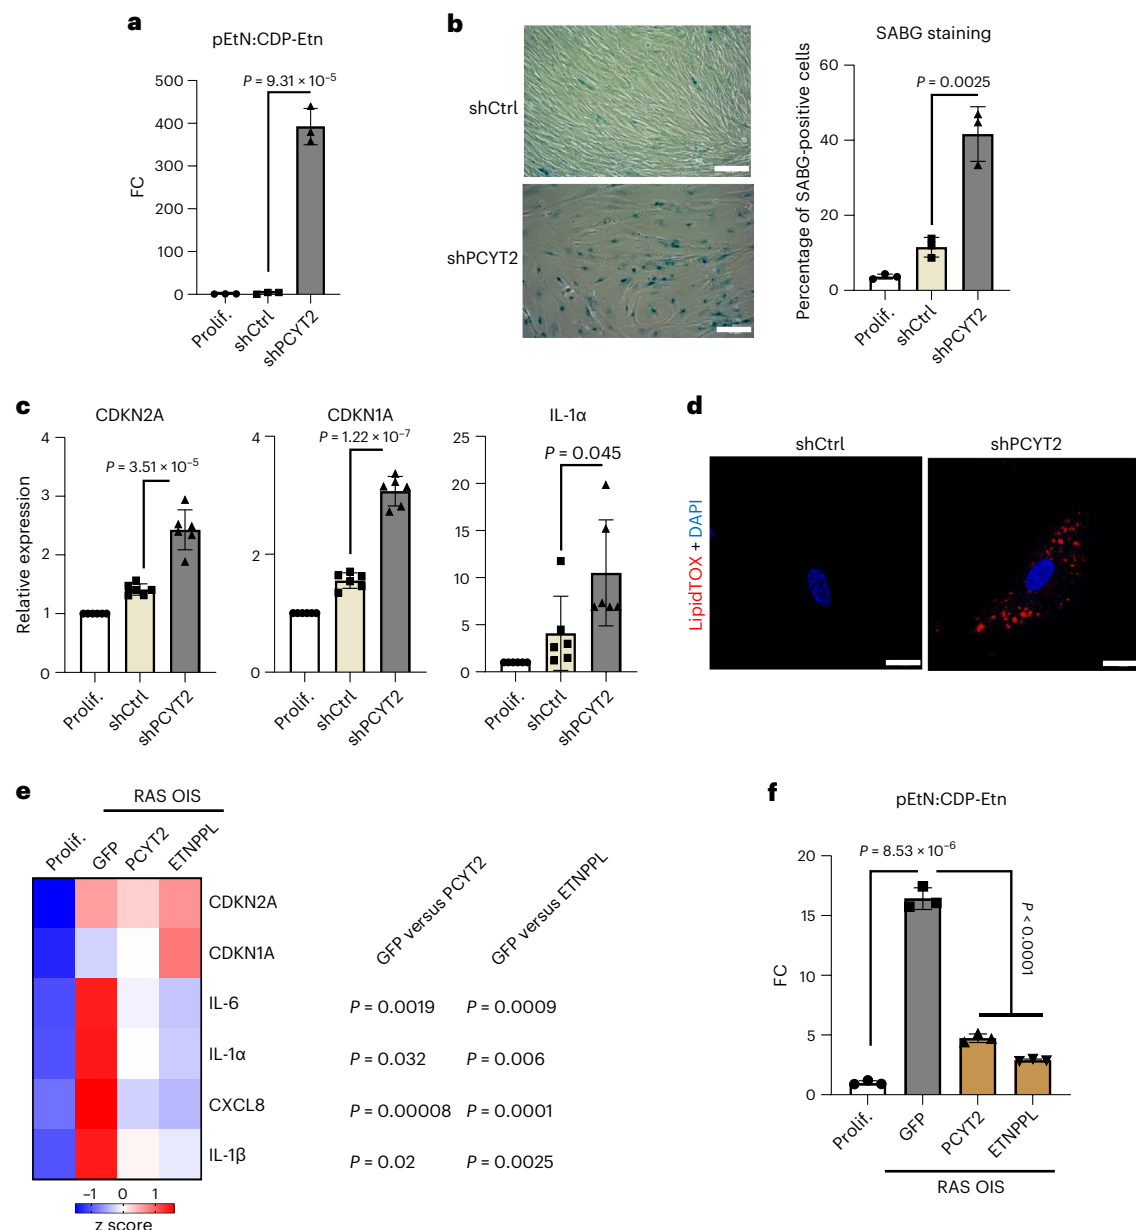 a
pEtN:CDP-Etn
P = 9.31 × 10⁻⁵
500
400
300
200
100
0
FC
Prolif.
shCtrl
shPCYT2
b
shCtrl
shPCYT2
SABG staining
P = 0.0025
60
40
20
0
Percentage of SABG-positive cells
Prolif.
shCtrl
shPCYT2
c
CDKN2A
P = 3.51 × 10⁻⁵
4
3
2
1
0
Relative expression
Prolif.
shCtrl
shPCYT2
CDKN1A
P = 1.22 × 10⁻⁷
4
2
0
Prolif.
shCtrl
shPCYT2
IL-1α
P = 0.045
25
20
15
10
5
0
Prolif.
shCtrl
shPCYT2
d
shCtrl
shPCYT2
LipidTOX + DAPI
e
RAS OIS
Prolif.
GFP
PCYT2
ETNPPL
GFP versus PCYT2
GFP versus ETNPPL
CDKN2A
CDKN1A
IL-6
P = 0.0019
P = 0.0009
IL-1α
P = 0.032
P = 0.006
CXCL8
P = 0.00008
P = 0.0001
IL-1β
P = 0.02
P = 0.0025
–1 0 1
z score
f
pEtN:CDP-Etn
P = 8.53 × 10⁻⁶
P < 0.0001
20
15
10
5
0
FC
Prolif.
GFP
PCYT2
ETNPPL
RAS OIS